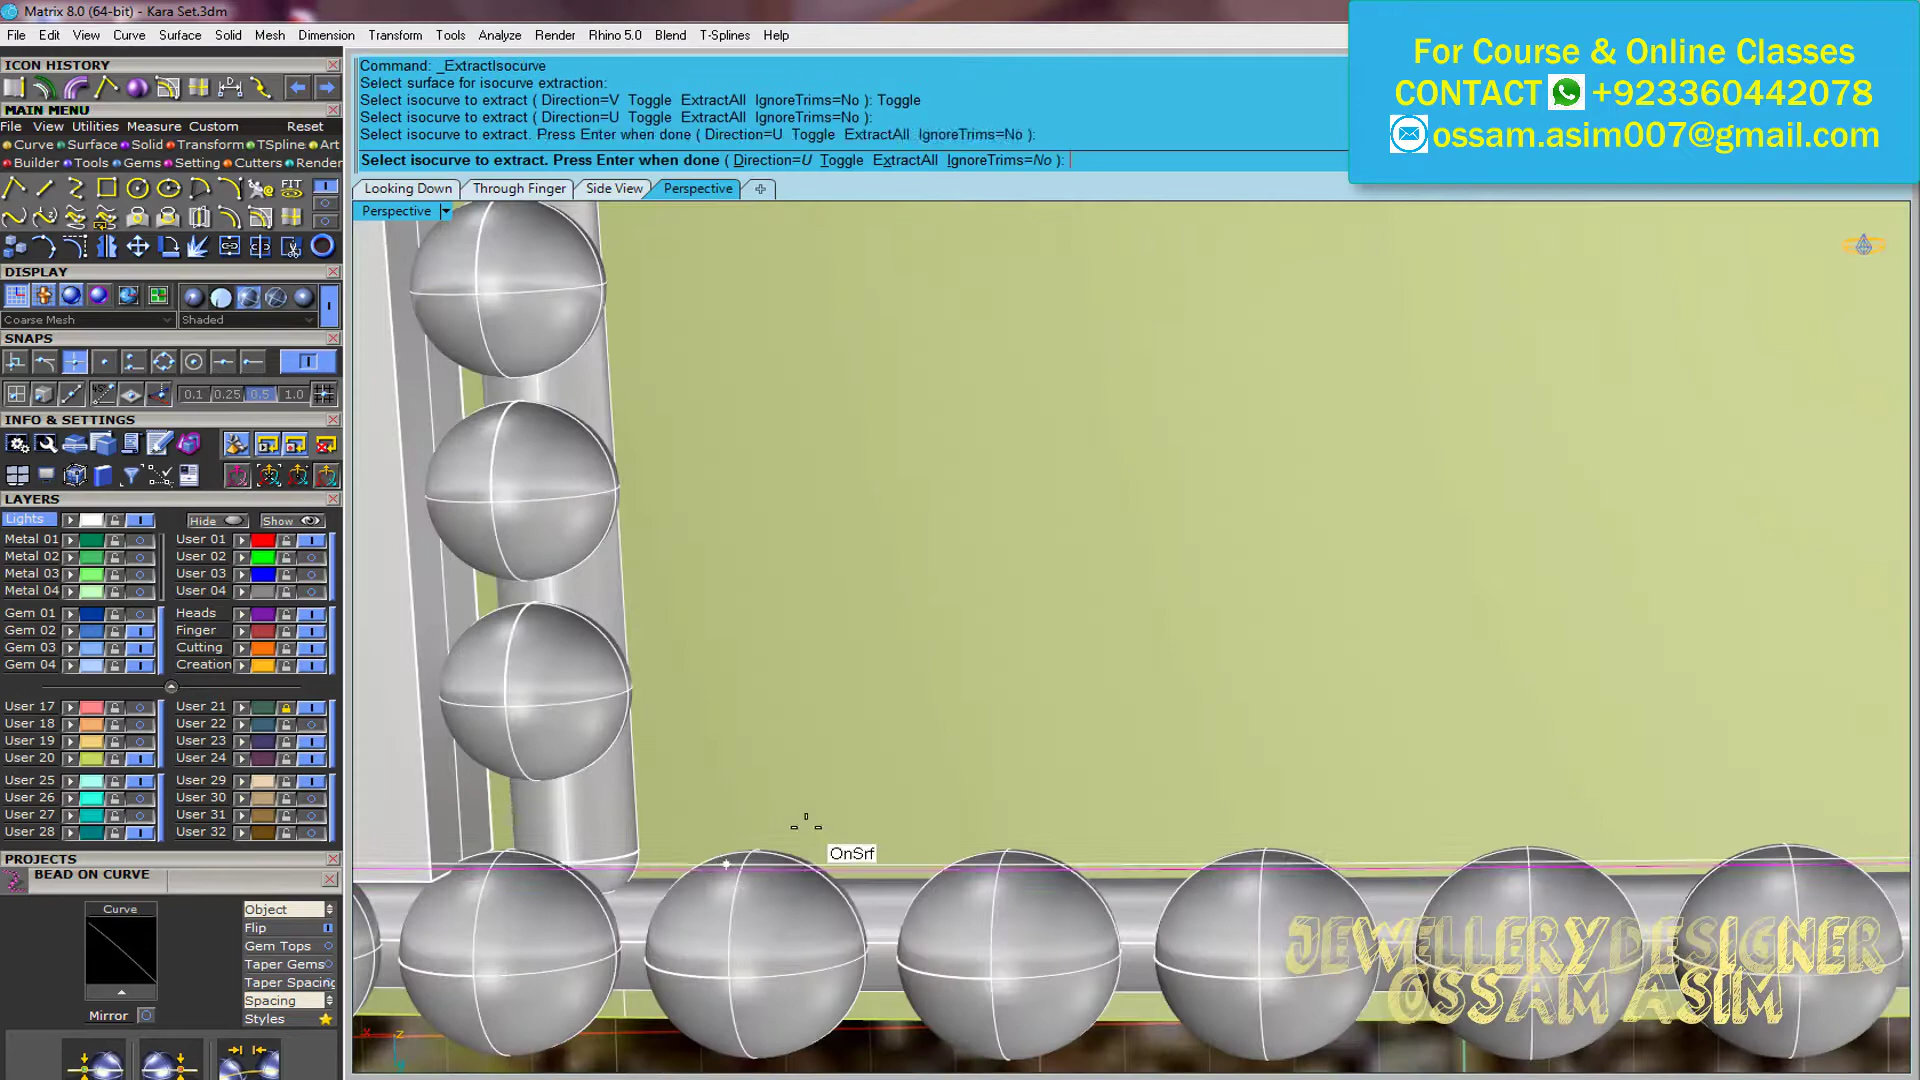 Matrix 8.0 (64-bit) - Kara Set.3dm
File Edit View Curve Surface Solid Mesh Dimension Transform Tools Analyze Render Rhino 5.0 Blend T-Splines Help
For Course & Online Classes
CONTACT +923360442078
ossam.asim007@gmail.com
ICON HISTORY
MAIN MENU
File View Utilities Measure Custom Reset
Curve Surface Solid Transform TSpline Art
Builder Tools Gems Setting Cutters Render
FIT
Command: _ExtractIsocurve
Select surface for isocurve extraction:
Select isocurve to extract ( Direction=V Toggle ExtractAll IgnoreTrims=No ): Toggle
Select isocurve to extract ( Direction=U Toggle ExtractAll IgnoreTrims=No ):
Select isocurve to extract. Press Enter when done ( Direction=U Toggle ExtractAll IgnoreTrims=No ):
Select isocurve to extract. Press Enter when done ( Direction=U Toggle ExtractAll IgnoreTrims=No ):
Looking Down Through Finger Side View Perspective
Perspective
DISPLAY
Coarse Mesh Shaded
SNAPS
0.1 0.25 0.5 1.0
INFO & SETTINGS
LAYERS
Lights Hide Show
Metal 01 User 01
Metal 02 User 02
Metal 03 User 03
Metal 04 User 04
Gem 01 Heads
Gem 02 Finger
Gem 03 Cutting
Gem 04 Creation
User 17 User 21
User 18 User 22
User 19 User 23
User 20 User 24
User 25 User 29
User 26 User 30
User 27 User 31
User 28 User 32
PROJECTS
BEAD ON CURVE
Curve Object
Flip
Gem Tops
Taper Gems
Taper Spacing
Spacing
Mirror Styles
OnSrf
x z
JEWELLERY DESIGNER
OSSAM ASIM